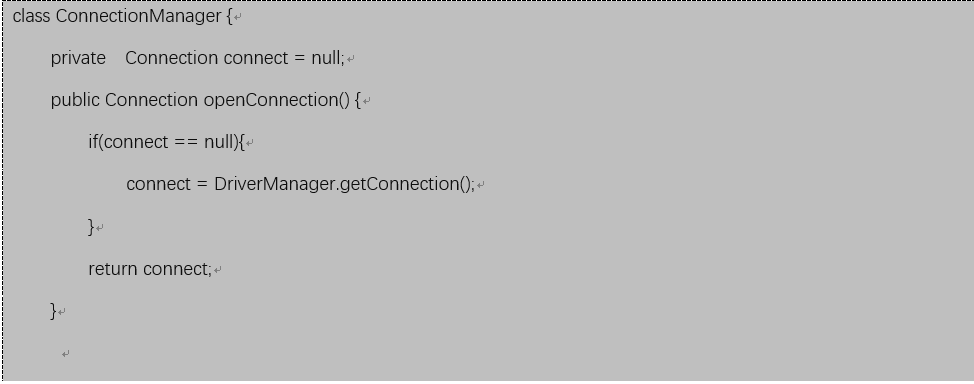 class ConnectionManager {
private Connection connect = null;
public Connection openConnection() {
if(connect == null){
connect = DriverManager.getConnection();
}
return connect;
}